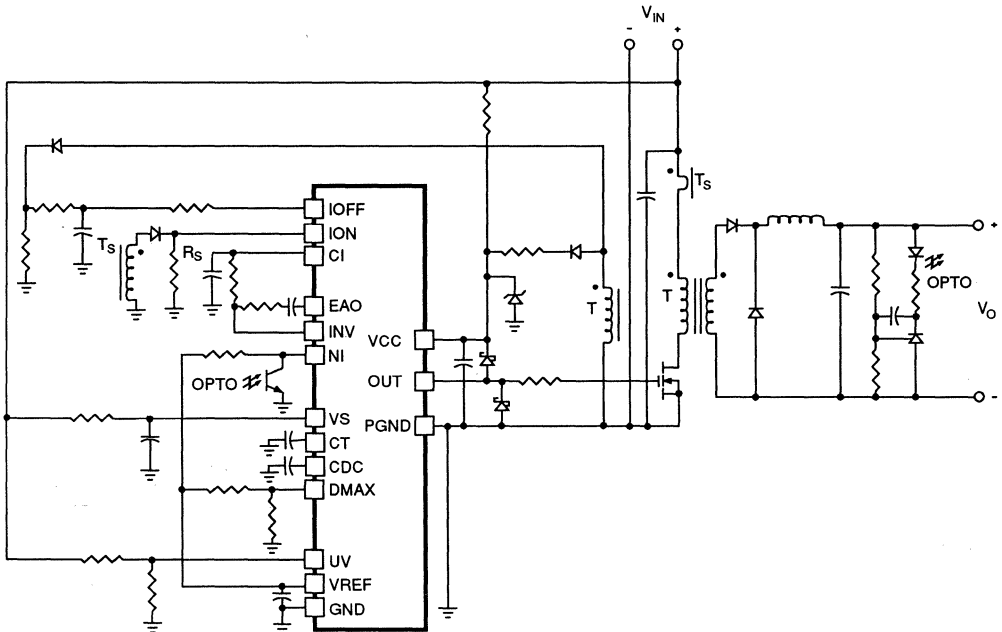 VIN
- +
IOFF
TS
ION
TS
RS
CI
EAO
INV
T
T
+
OPTO
VO
VCC
NI
OPTO
OUT
VS
PGND
-
CT
CDC
DMAX
UV
VREF
GND